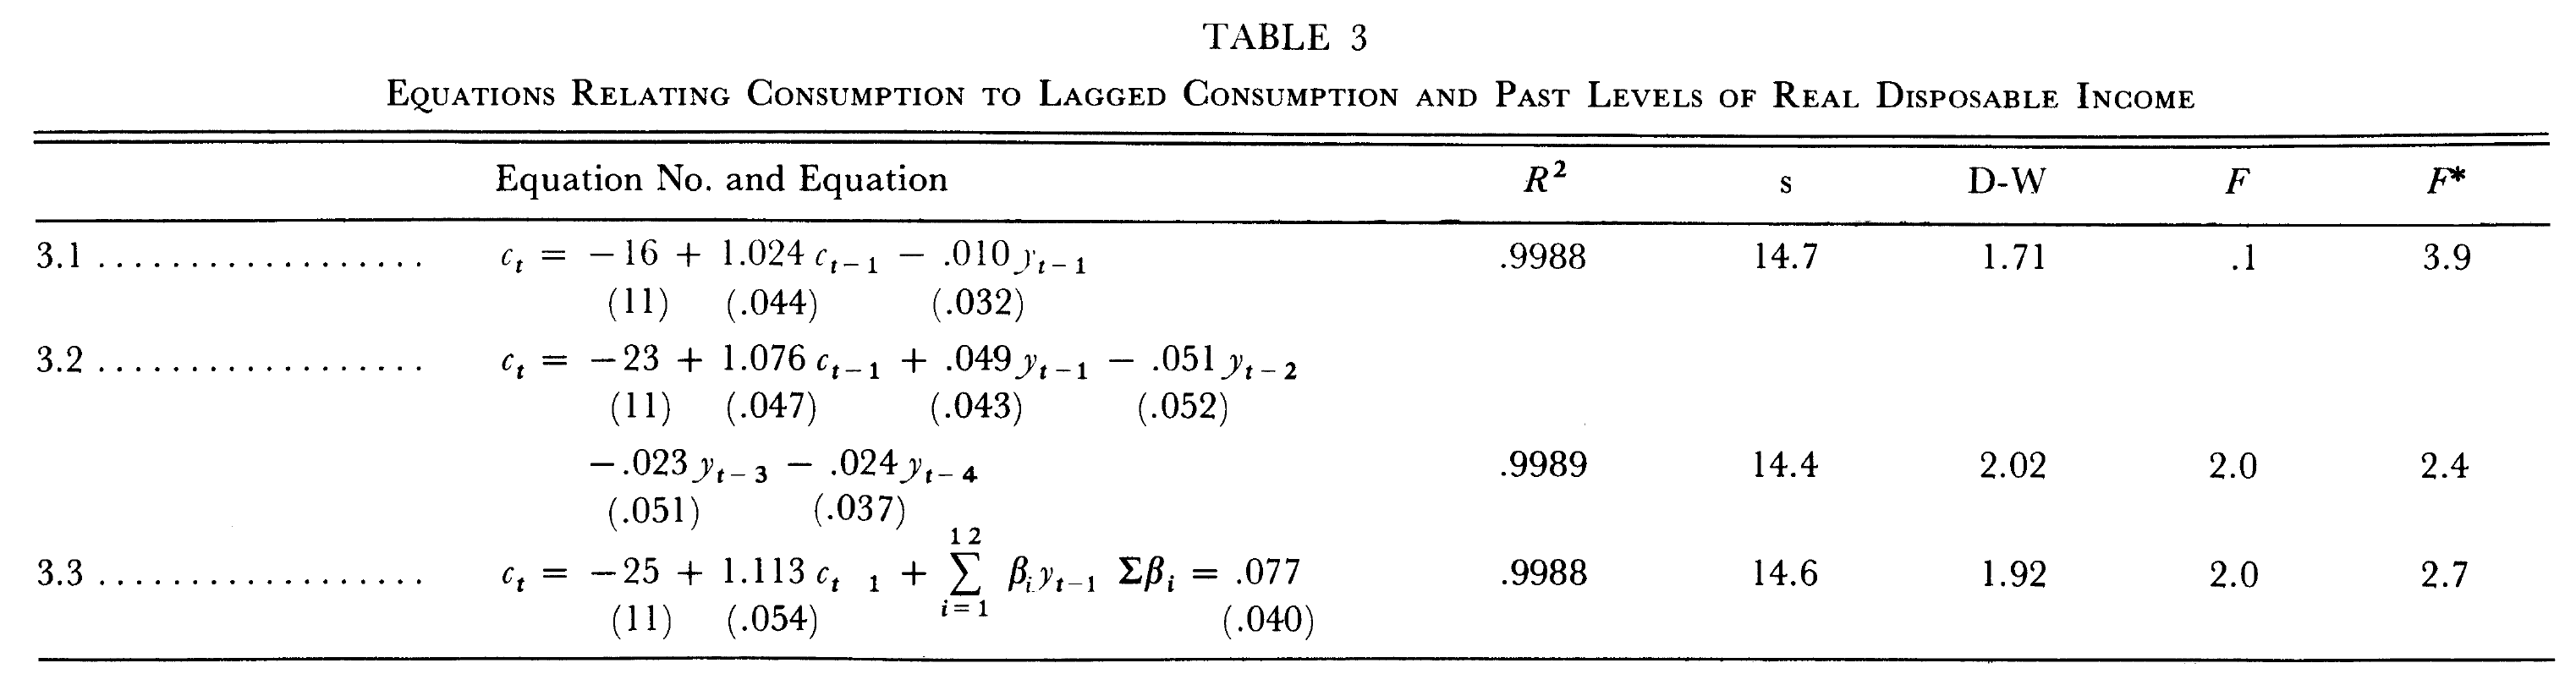 TABLE 3
EQUATIONS RELATING CONSUMPTION TO LAGGED CONSUMPTION AND PAST LEVELS OF REAL DISPOSABLE INCOME
Equation No. and Equation R² s D-W F F*
3.1 .................. c_t = −16 + 1.024 c_{t−1} − .010 y_{t−1} .9988 14.7 1.71 .1 3.9
(11) (.044) (.032)
3.2 .................. c_t = −23 + 1.076 c_{t−1} + .049 y_{t−1} − .051 y_{t−2}
(11) (.047) (.043) (.052)
−.023 y_{t−3} − .024 y_{t−4} .9989 14.4 2.02 2.0 2.4
(.051) (.037)
3.3 .................. c_t = −25 + 1.113 c_{t 1} + ∑_{i=1}^{12} β_i y_{t−1} Σβ_i = .077 .9988 14.6 1.92 2.0 2.7
(11) (.054) (.040)